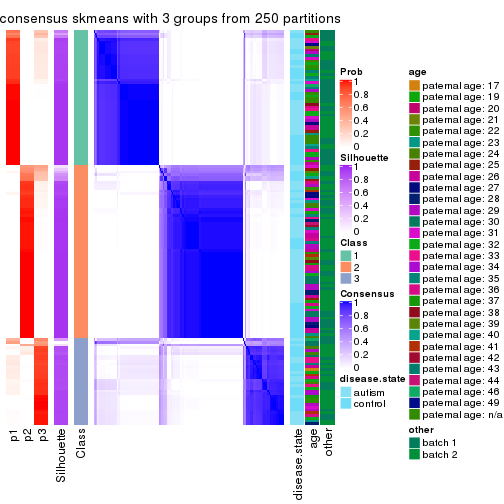 consensus skmeans with 3 groups from 250 partitions
p1
p2
p3
Silhouette
Class
disease.state
age
other
Prob
1
0.8
0.6
0.4
0.2
0
Silhouette
1
0.8
0.6
0.4
0.2
0
Class
1
2
3
Consensus
1
0.8
0.6
0.4
0.2
0
disease.state
autism
control
age
paternal age: 17
paternal age: 19
paternal age: 20
paternal age: 21
paternal age: 22
paternal age: 23
paternal age: 24
paternal age: 25
paternal age: 26
paternal age: 27
paternal age: 28
paternal age: 29
paternal age: 30
paternal age: 31
paternal age: 32
paternal age: 33
paternal age: 34
paternal age: 35
paternal age: 36
paternal age: 37
paternal age: 38
paternal age: 39
paternal age: 40
paternal age: 41
paternal age: 42
paternal age: 43
paternal age: 44
paternal age: 46
paternal age: 49
paternal age: n/a
other
batch 1
batch 2